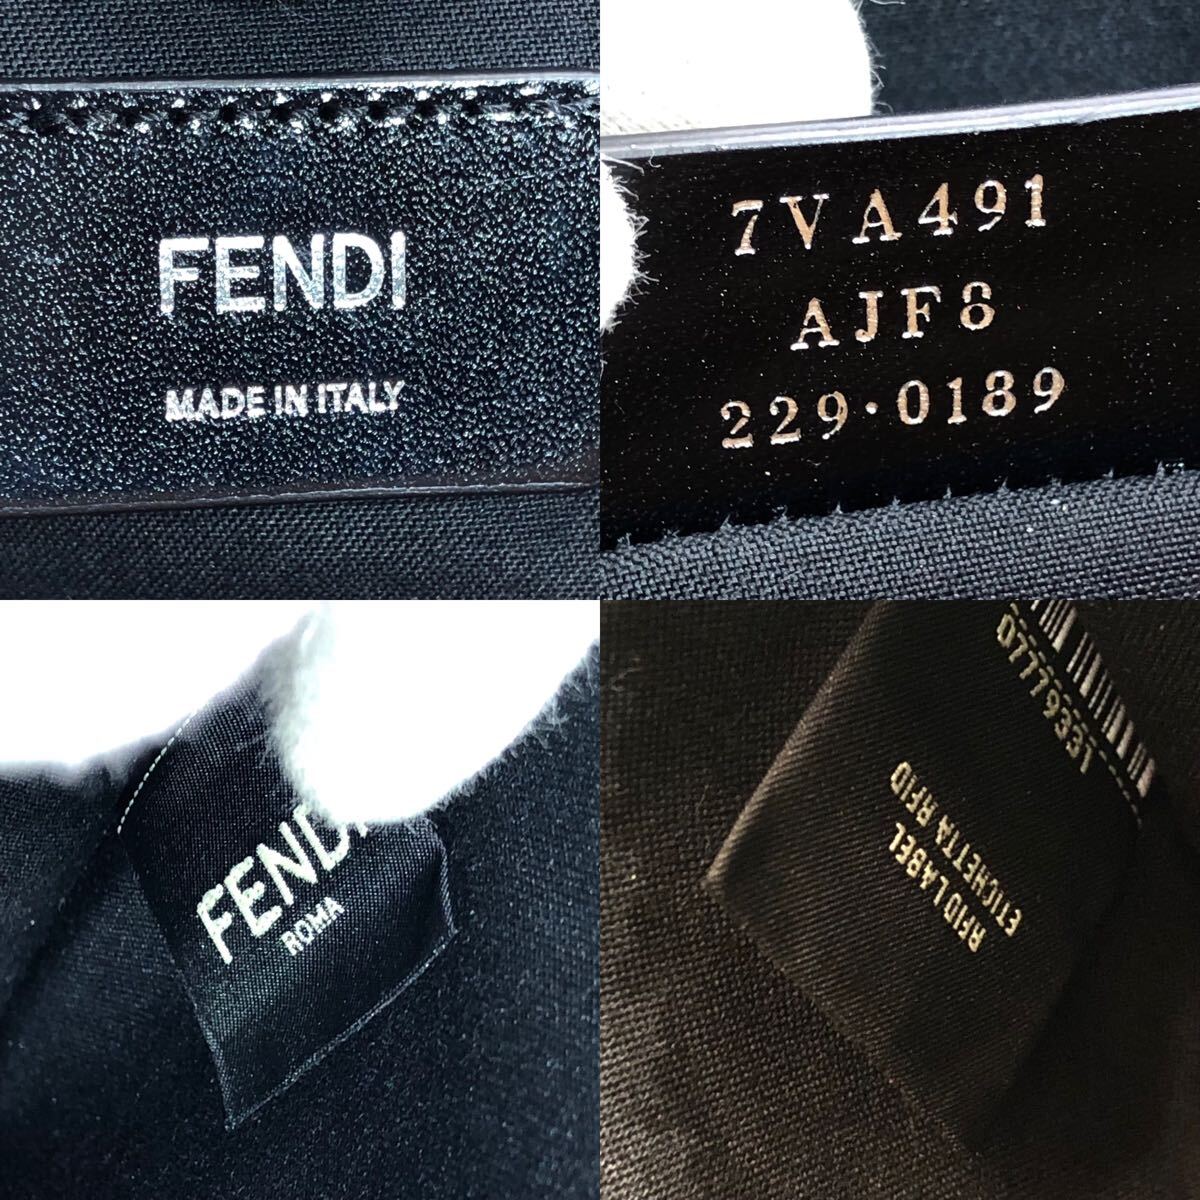 FENDI
MADE IN ITALY
7VA491
AJF8
229·0189
FENDI
ROMA
RFID LABEL
ETICHETTA RFID